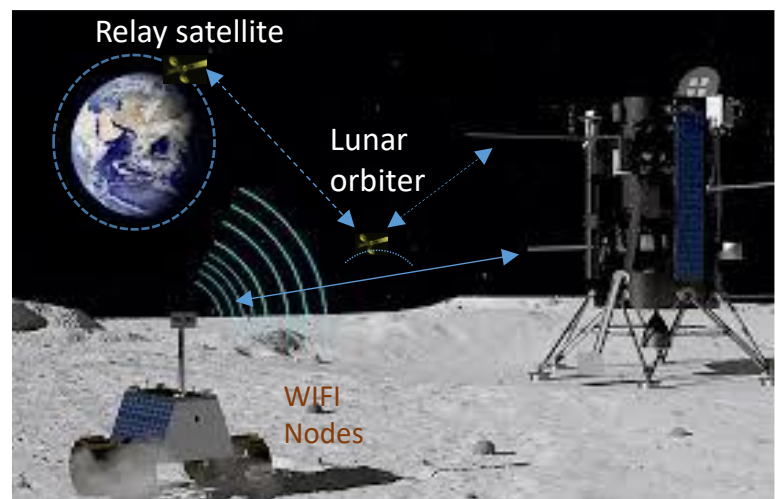 Relay satellite
Lunar
orbiter
WIFI
Nodes